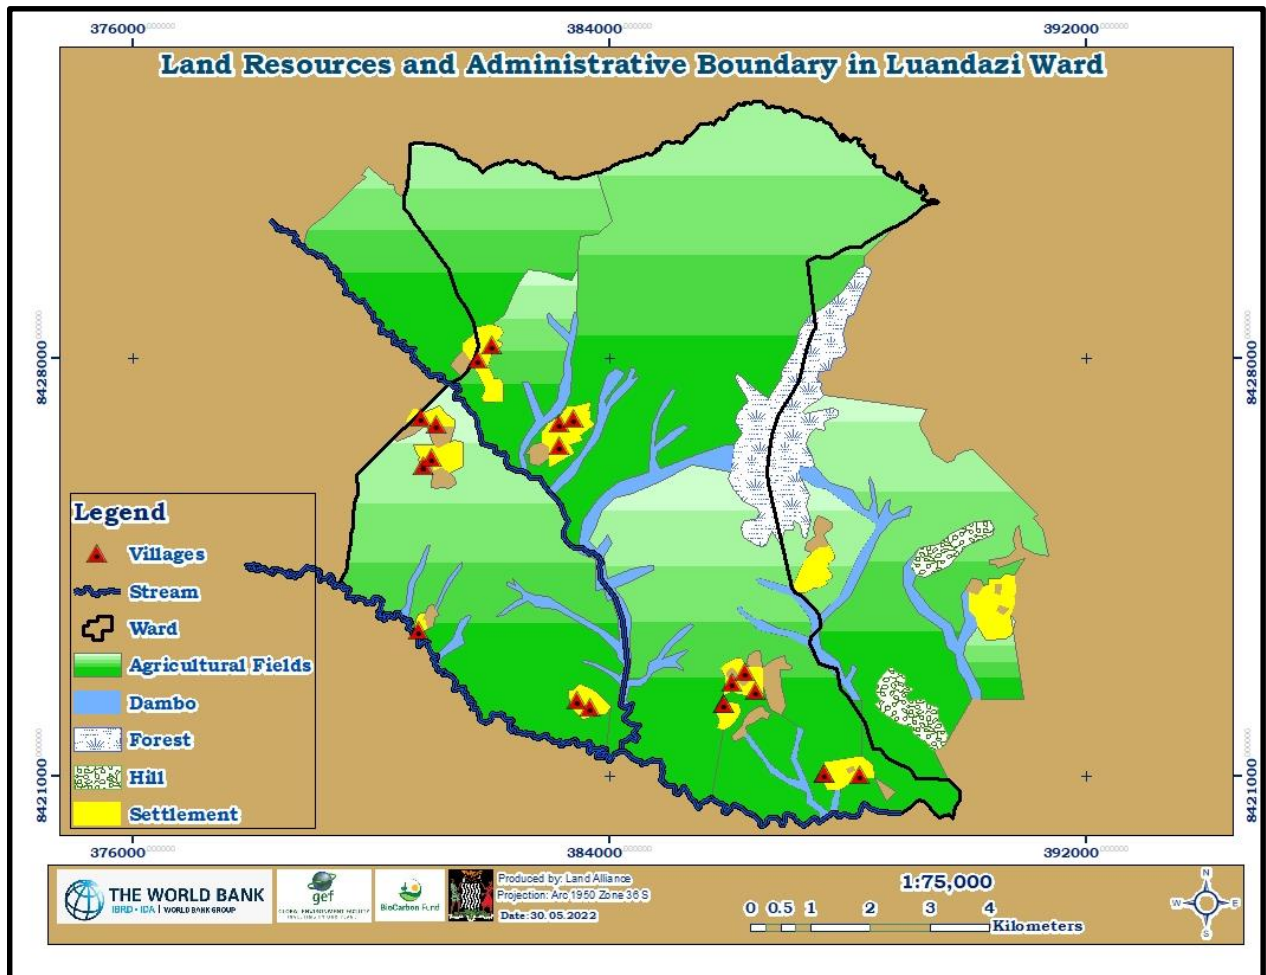 376000 384000 392000
Land Resources and Administrative Boundary in Luandazi Ward
8428000 8428000
Legend
Villages
Stream
Ward
Agricultural Fields
Dambo
Forest
Hill
Settlement
8421000 8421000
376000 384000 392000
THE WORLD BANK
IBRD • IDA | WORLD BANK GROUP
gef
GLOBAL ENVIRONMENT FACILITY
BioCarbon Fund
Produced by: Land Alliance
Projection: Arc 1950 Zone 36 S
Date: 30.05.2022
1:75,000
0 0.5 1 2 3 4
Kilometers
N
W E
S